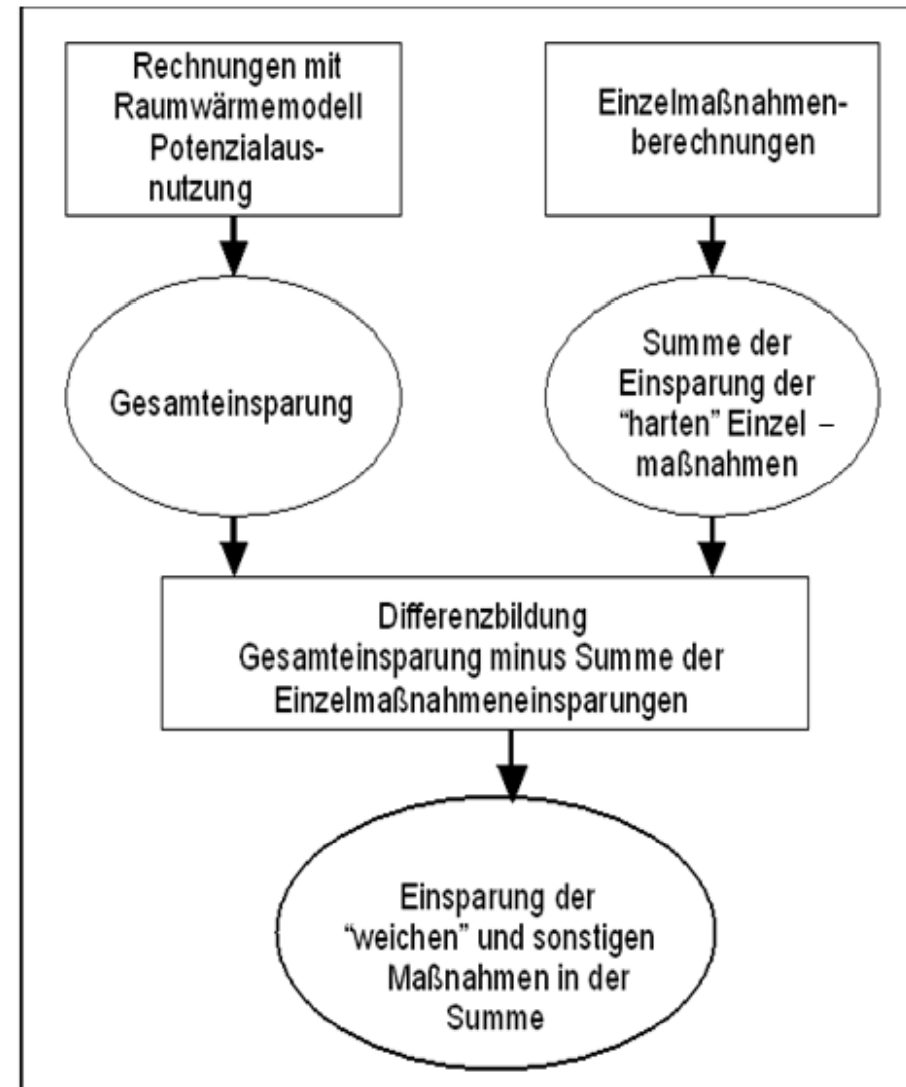 Rechnungen mit
Raumwärmemodell
Potenzialaus-
nutzung
Einzelmaßnahmen-
berechnungen
Gesamteinsparung
Summe der
Einsparung der
“harten” Einzel –
maßnahmen
Differenzbildung
Gesamteinsparung minus Summe der
Einzelmaßnahmeneinsparungen
Einsparung der
“weichen” und sonstigen
Maßnahmen in der
Summe